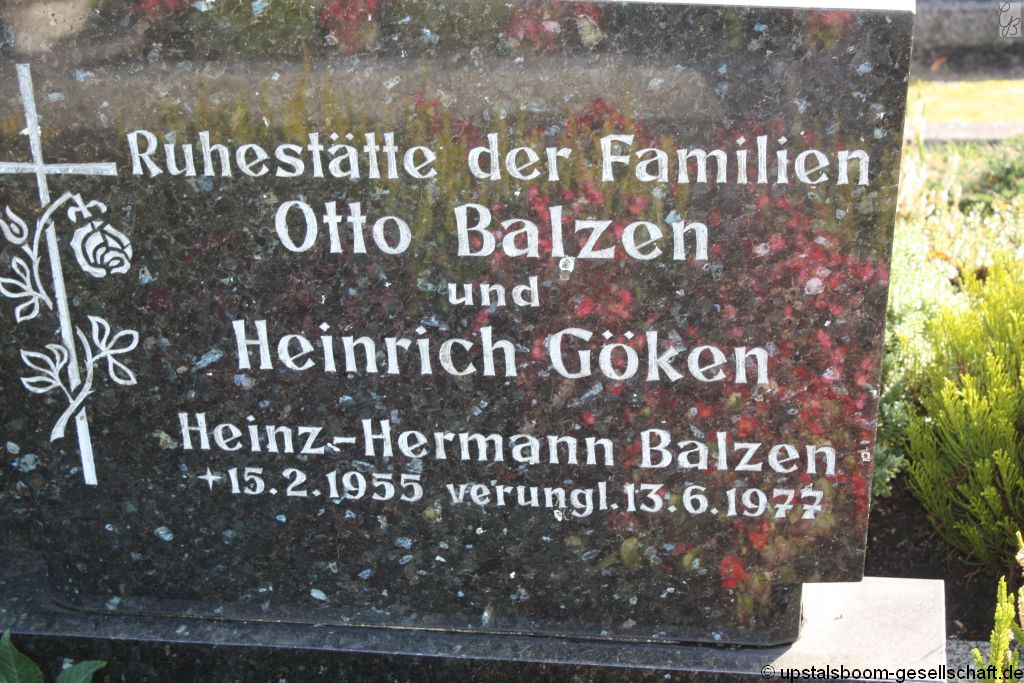 Ruhestätte der Familien
Otto Balzen
und
Heinrich Göken
Heinz.-Hermann Balzen
+15.2.1955 verungl.13.6.1977
© upstalsboom-gesellschaft.de